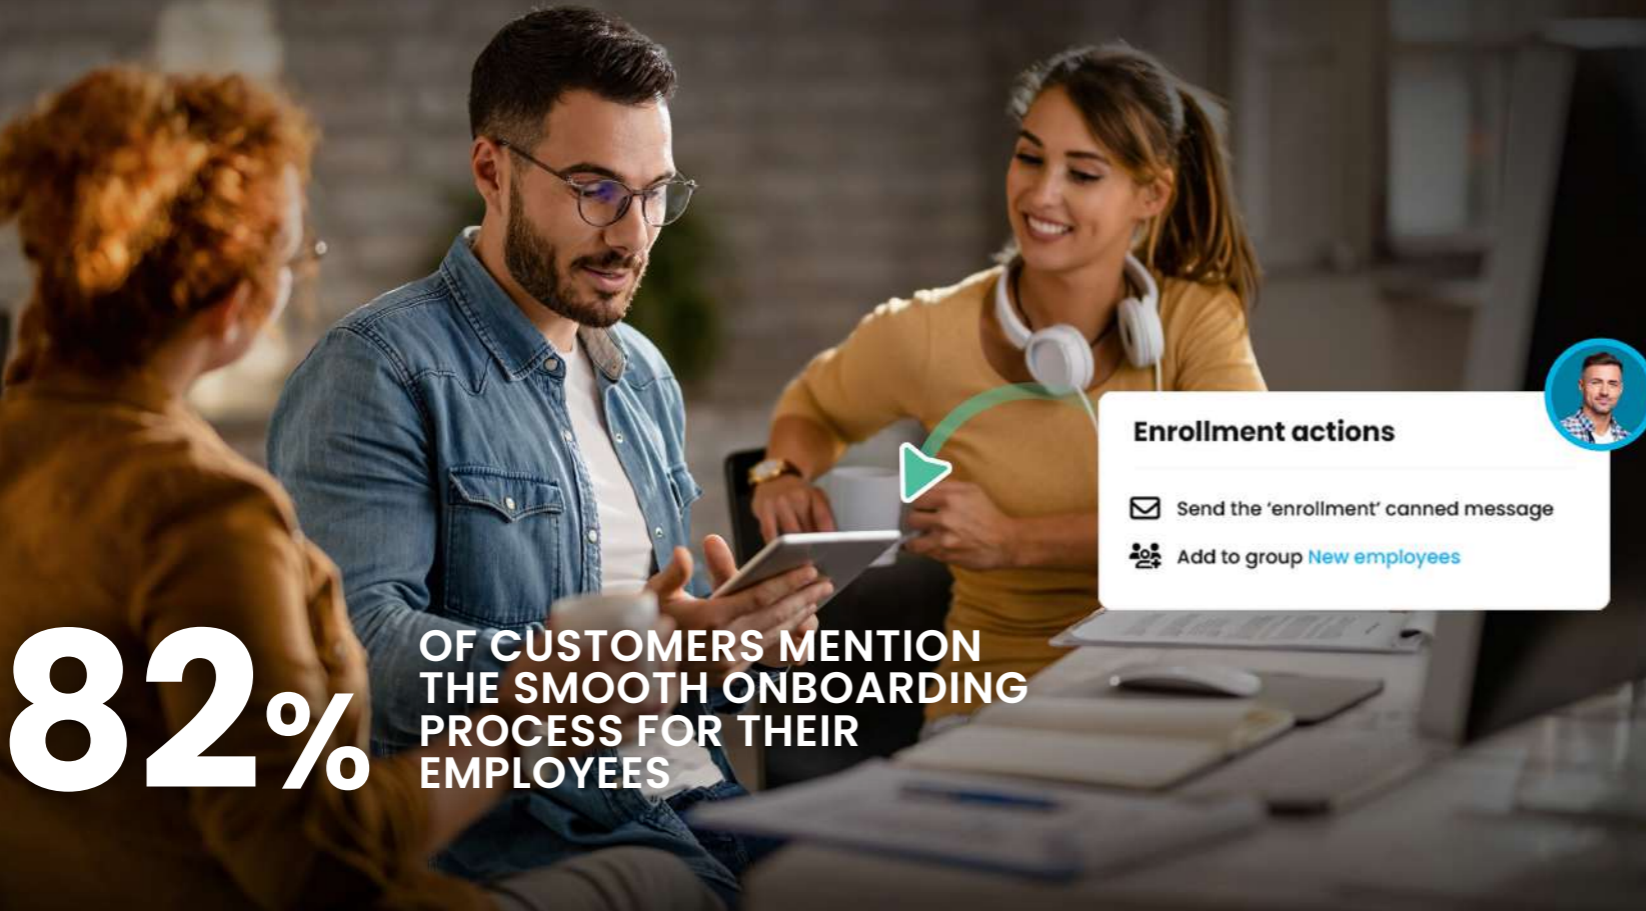 Enrollment actions
Send the ‘enrollment’ canned message
Add to group New employees
82%
OF CUSTOMERS MENTION
THE SMOOTH ONBOARDING
PROCESS FOR THEIR
EMPLOYEES